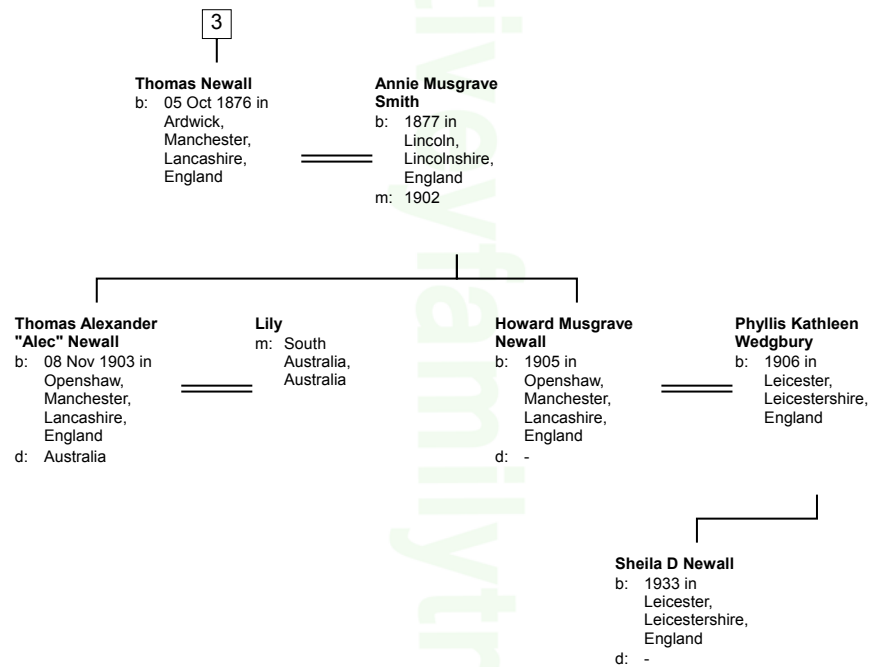 3
Thomas Newall
b: 05 Oct 1876 in
Ardwick,
Manchester,
Lancashire,
England
Annie Musgrave
Smith
b: 1877 in
Lincoln,
Lincolnshire,
England
m: 1902
Thomas Alexander
"Alec" Newall
b: 08 Nov 1903 in
Openshaw,
Manchester,
Lancashire,
England
d: Australia
Lily
m: South
Australia,
Australia
Howard Musgrave
Newall
b: 1905 in
Openshaw,
Manchester,
Lancashire,
England
d: -
Phyllis Kathleen
Wedgbury
b: 1906 in
Leicester,
Leicestershire,
England
Sheila D Newall
b: 1933 in
Leicester,
Leicestershire,
England
d: -
iveyfamilytr